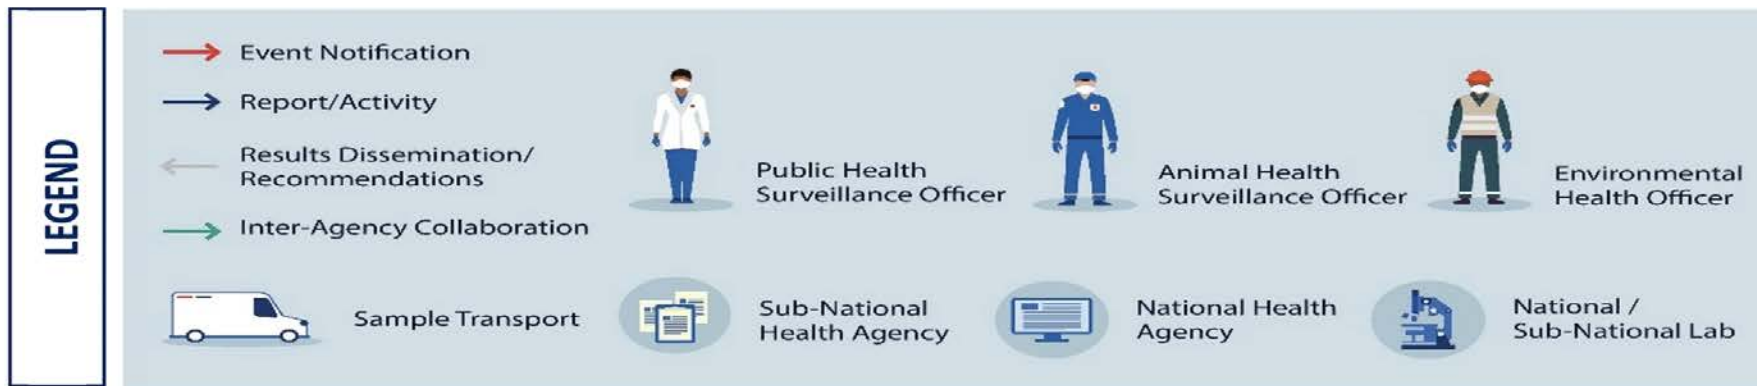 LEGEND
Event Notification
Report/Activity
Results Dissemination/
Recommendations
Inter-Agency Collaboration
Public Health
Surveillance Officer
Animal Health
Surveillance Officer
Environmental
Health Officer
Sample Transport
Sub-National
Health Agency
National Health
Agency
National /
Sub-National Lab